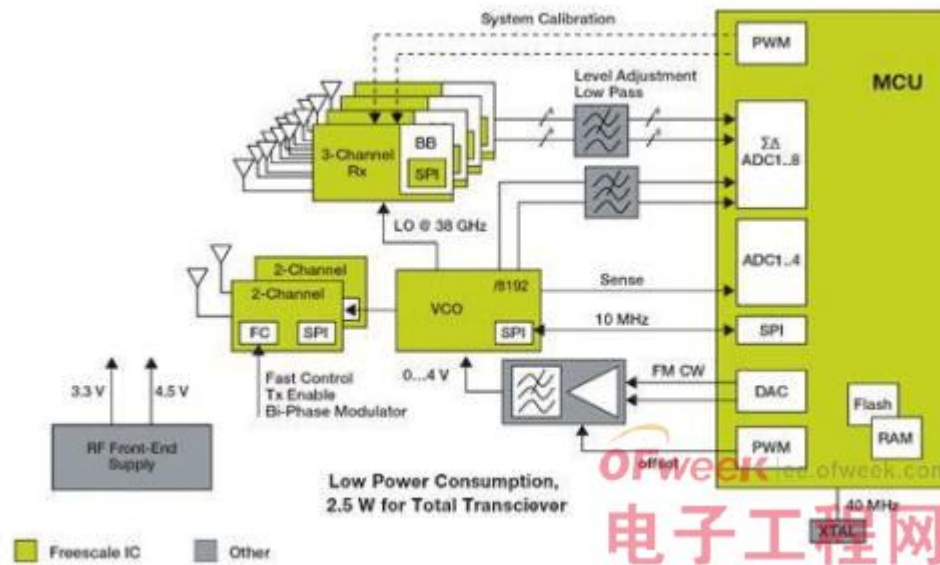 System Calibration
PWM
MCU
Level Adjustment
Low Pass
3-Channel
Rx
BB
SPI
ΣΔ
ADC1..8
LO @ 38 GHz
2-Channel
2-Channel
FC
SPI
/8192
VCO
SPI
Sense
ADC1..4
10 MHz
SPI
0...4 V
FM CW
DAC
Flash
RAM
3.3 V
4.5 V
Fast Control
Tx Enable
Bi-Phase Modulator
RF Front-End
Supply
offset
PWM
OFweek
ee.ofweek.com
Low Power Consumption,
2.5 W for Total Transciever
40 MHz
XTAL
电子工程网
Freescale IC
Other